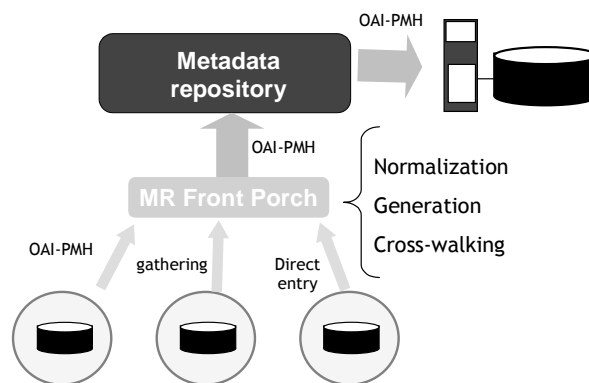 OAI-PMH
Metadata
repository
OAI-PMH
MR Front Porch
Normalization
Generation
Cross-walking
OAI-PMH
gathering
Direct
entry